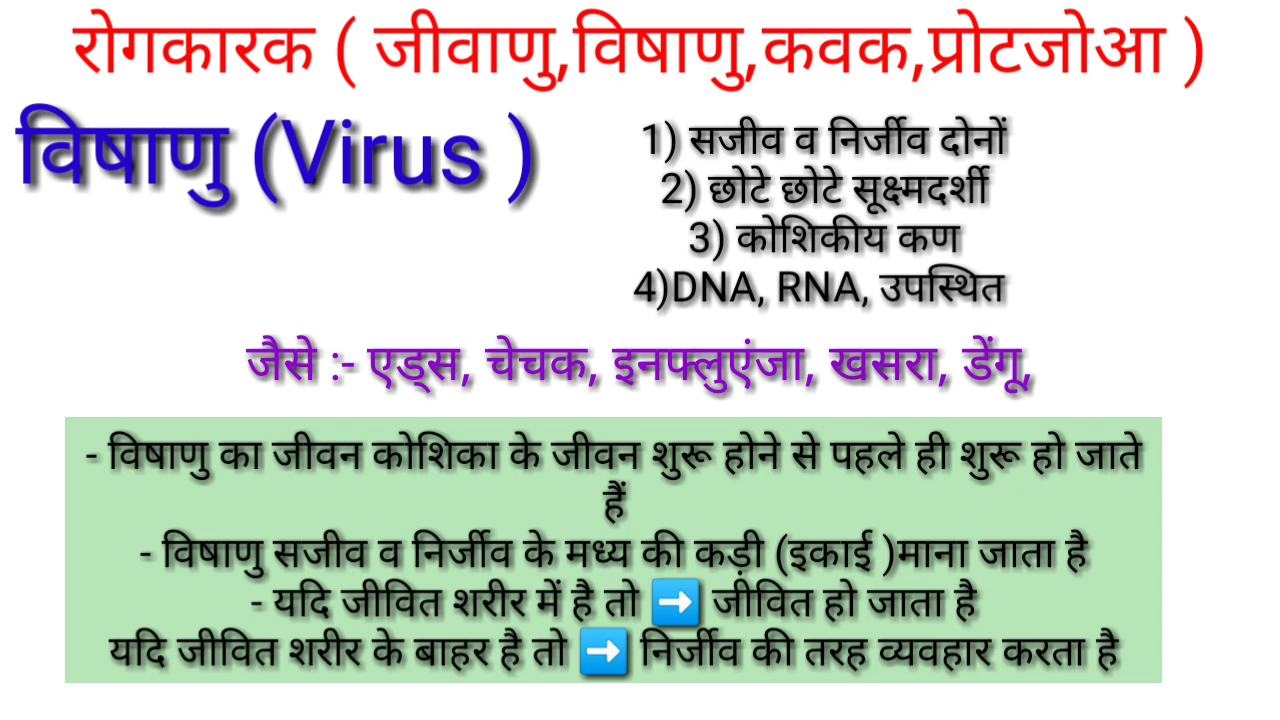 रोगकारक ( जीवाणु,विषाणु,कवक,प्रोटजोआ )
विषाणु (Virus )
1) सजीव व निर्जीव दोनों
2) छोटे छोटे सूक्ष्मदर्शी
3) कोशिकीय कण
4)DNA, RNA, उपस्थित
जैसे :- एड्स, चेचक, इनफ्लुएंजा, खसरा, डेंगू,
- विषाणु का जीवन कोशिका के जीवन शुरू होने से पहले ही शुरू हो जाते
हैं
- विषाणु सजीव व निर्जीव के मध्य की कड़ी (इकाई )माना जाता है
- यदि जीवित शरीर में है तो ➡️ जीवित हो जाता है
यदि जीवित शरीर के बाहर है तो ➡️ निर्जीव की तरह व्यवहार करता है